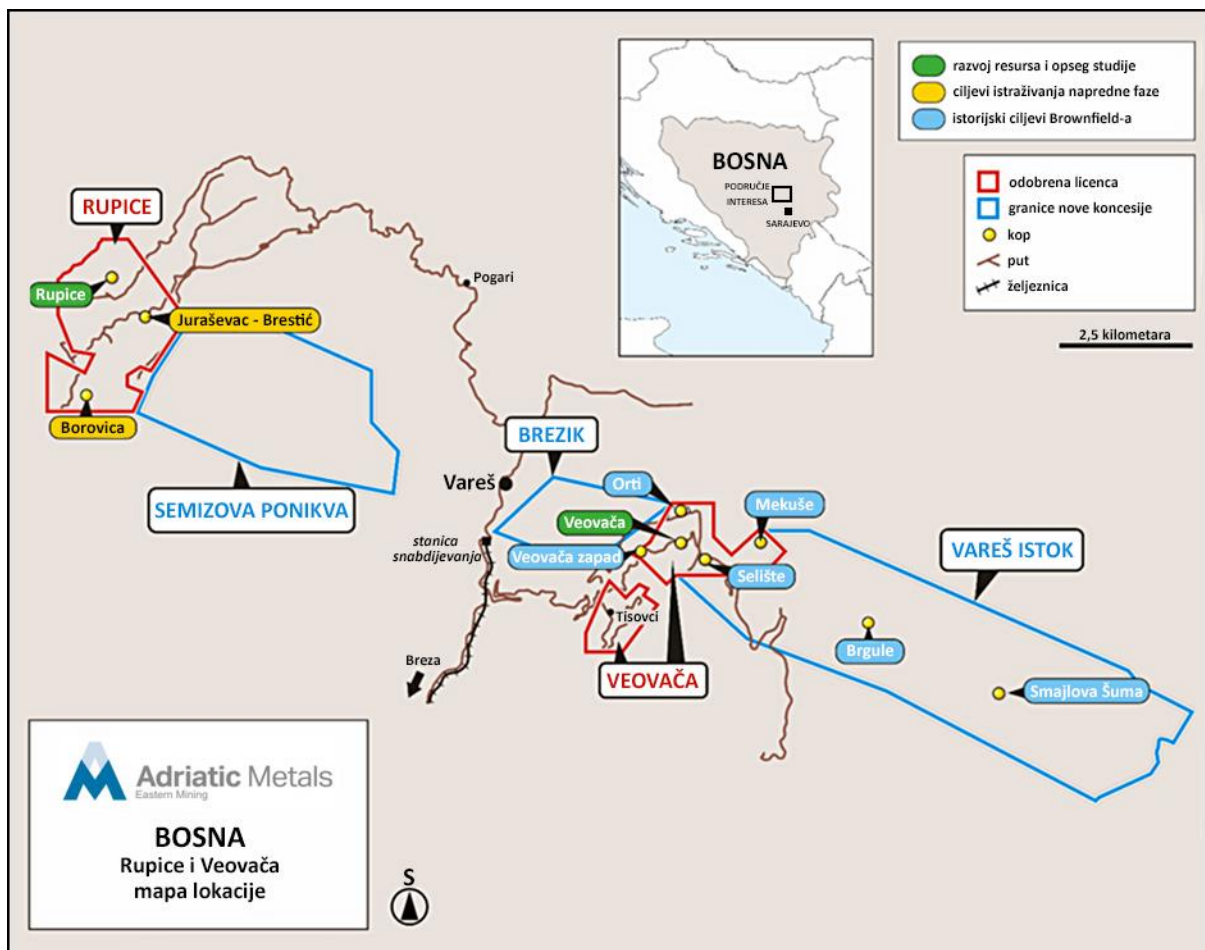 razvoj resursa i opseg studije
ciljevi istraživanja napredne faze
istorijski ciljevi Brownfield-a
odobrena licenca
granice nove koncesije
kop
put
željeznica
2,5 kilometara
BOSNA
PODRUČJE
INTERESA
SARAJEVO
RUPICE
Rupice
Juraševac - Brestić
Borovica
SEMIZOVA PONIKVA
Pogari
Vareš
stanica
snabdijevanja
Breza
BREZIK
Orti
Veovača
Veovača zapad
Mekuše
Selište
Tisovci
VEOVAČA
VAREŠ ISTOK
Brgule
Smajlova Šuma
Adriatic Metals
Eastern Mining
BOSNA
Rupice i Veovača
mapa lokacije
S